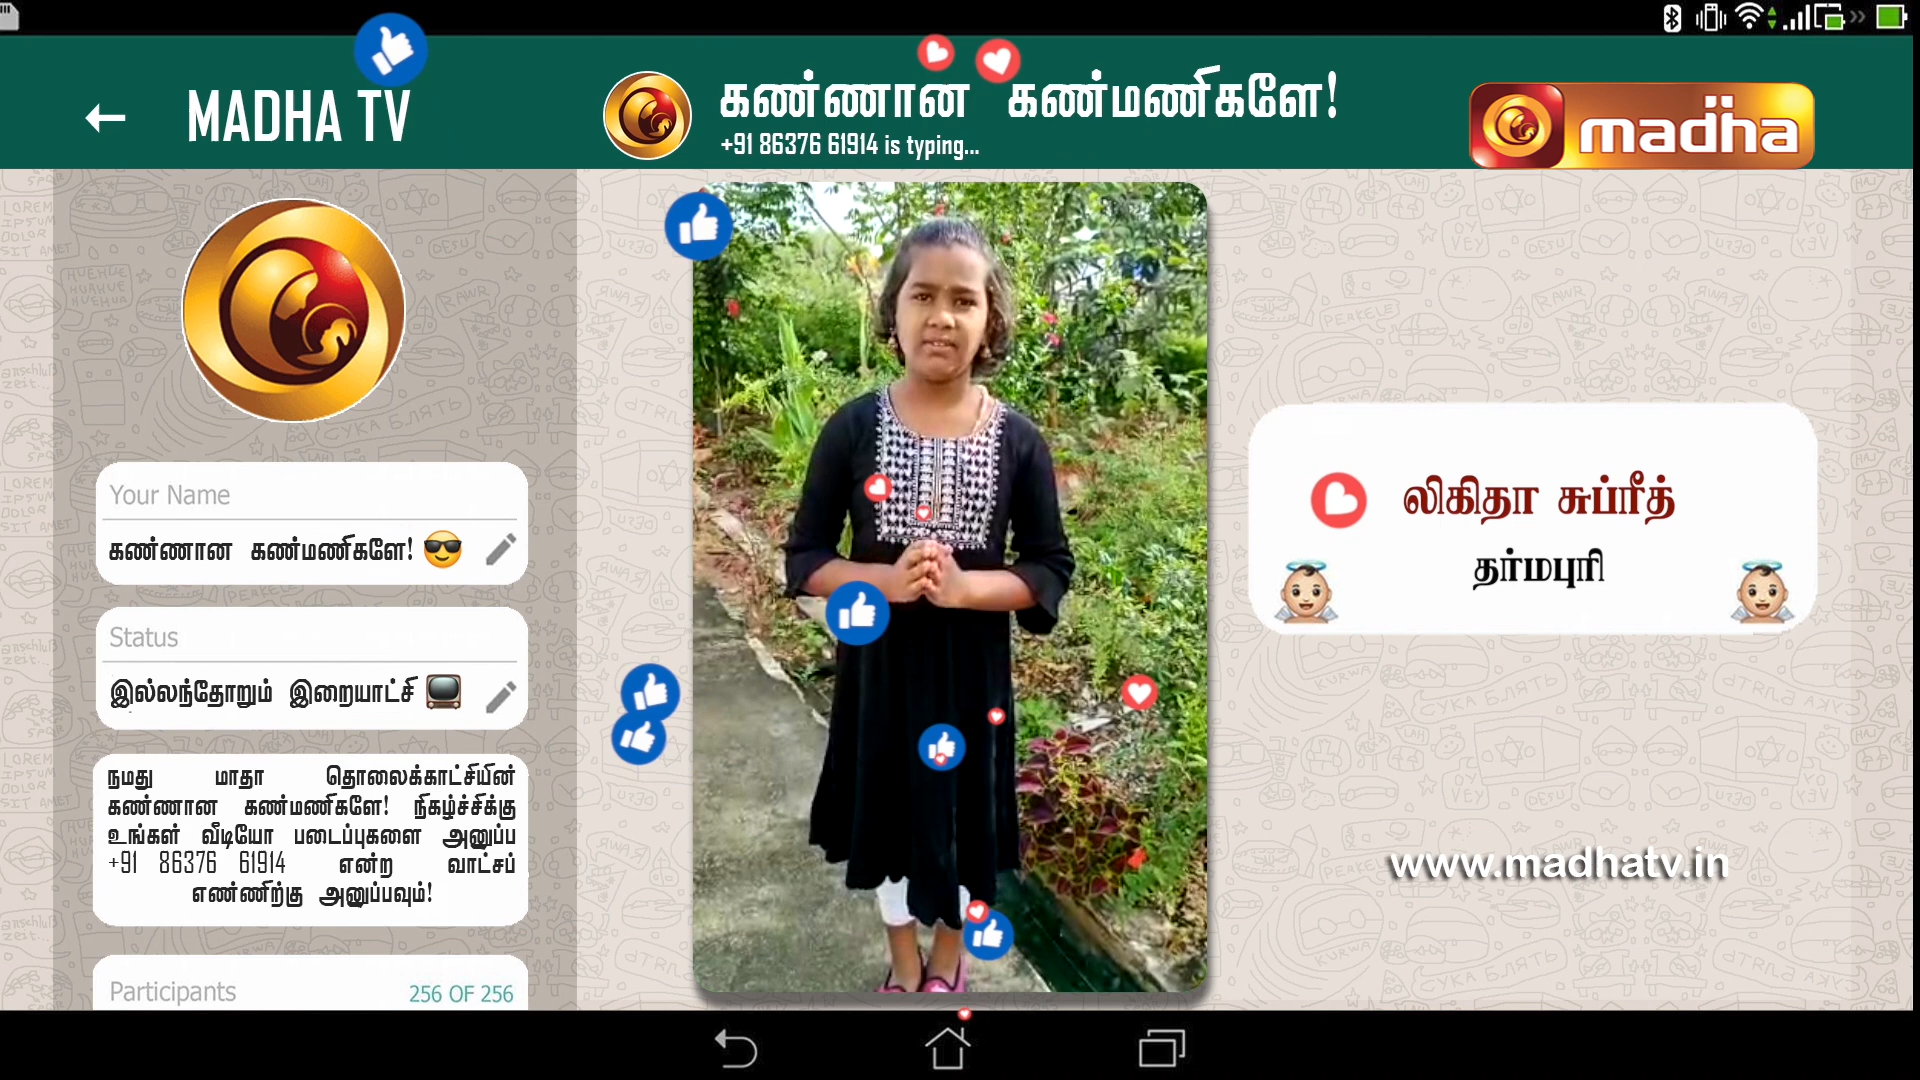 MADHA TV
கண்ணான கண்மணிகளே!
+91 86376 61914 is typing...
madha
Your Name
கண்ணான கண்மணிகளே!
Status
இல்லந்தோறும் இறையாட்சி
நமது மாதா தொலைக்காட்சியின்
கண்ணான கண்மணிகளே! நிகழ்ச்சிக்கு
உங்கள் வீடியோ படைப்புகளை அனுப்ப
+91 86376 61914 என்ற வாட்சப்
எண்ணிற்கு அனுப்பவும்!
Participants
256 OF 256
லிகிதா சுப்ரீத்
தர்மபுரி
www.madhatv.in